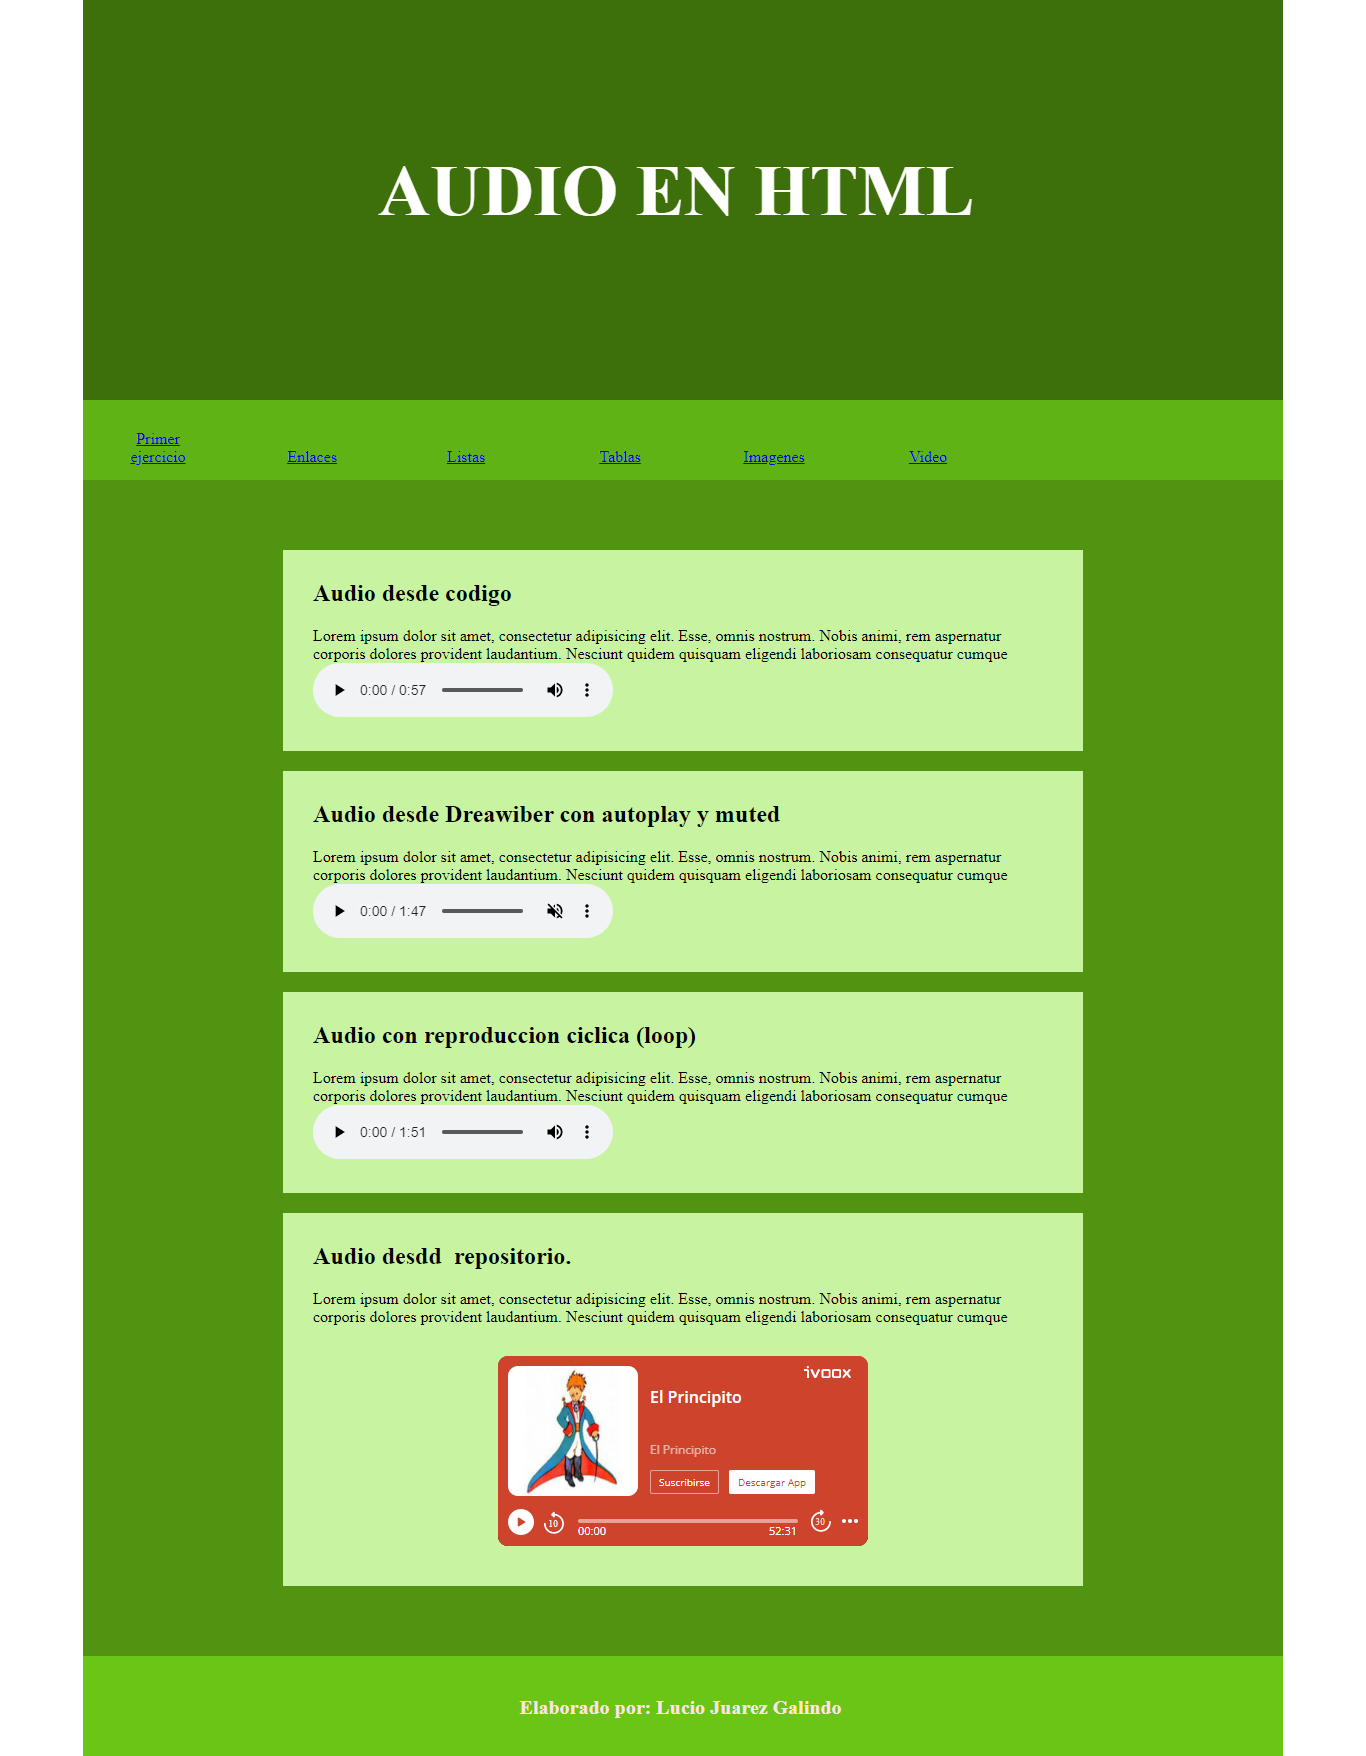 AUDIO EN HTML
Primer
ejercicio
Enlaces
Listas
Tablas
Imagenes
Video
Audio desde codigo
Lorem ipsum dolor sit amet, consectetur adipisicing elit. Esse, omnis nostrum. Nobis animi, rem aspernatur
corporis dolores provident laudantium. Nesciunt quidem quisquam eligendi laboriosam consequatur cumque
0:00 / 0:57
Audio desde Dreawiber con autoplay y muted
Lorem ipsum dolor sit amet, consectetur adipisicing elit. Esse, omnis nostrum. Nobis animi, rem aspernatur
corporis dolores provident laudantium. Nesciunt quidem quisquam eligendi laboriosam consequatur cumque
0:00 / 1:47
Audio con reproduccion ciclica (loop)
Lorem ipsum dolor sit amet, consectetur adipisicing elit. Esse, omnis nostrum. Nobis animi, rem aspernatur
corporis dolores provident laudantium. Nesciunt quidem quisquam eligendi laboriosam consequatur cumque
0:00 / 1:51
Audio desdd  repositorio.
Lorem ipsum dolor sit amet, consectetur adipisicing elit. Esse, omnis nostrum. Nobis animi, rem aspernatur
corporis dolores provident laudantium. Nesciunt quidem quisquam eligendi laboriosam consequatur cumque
ivoox
El Principito
El Principito
Suscribirse
Descargar App
10
30
00:00
52:31
Elaborado por: Lucio Juarez Galindo